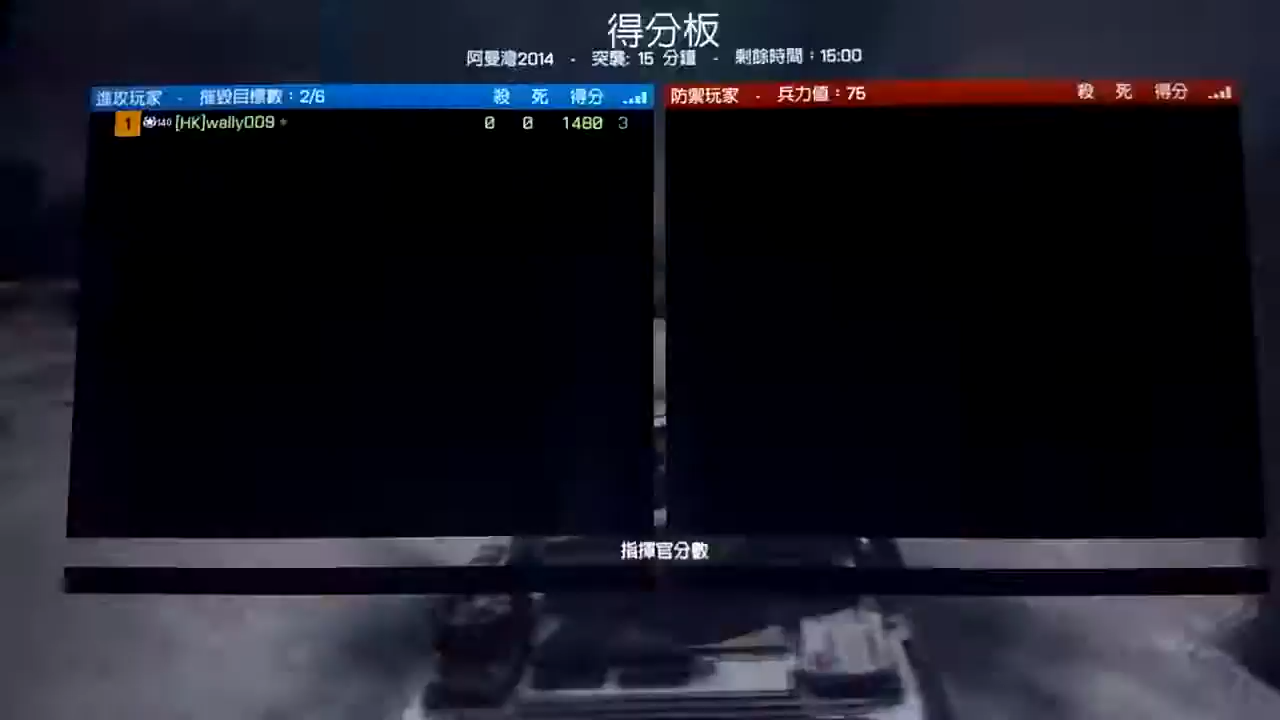 得分板
阿曼灣2014 - 突襲: 15 分鐘 - 剩餘時間：15:00
進攻玩家 - 摧毀目標數：2/6 殺 死 得分
防禦玩家 - 兵力值：75 殺 死 得分
1 140 [HK]wally009 0 0 1480 3
指揮官分數